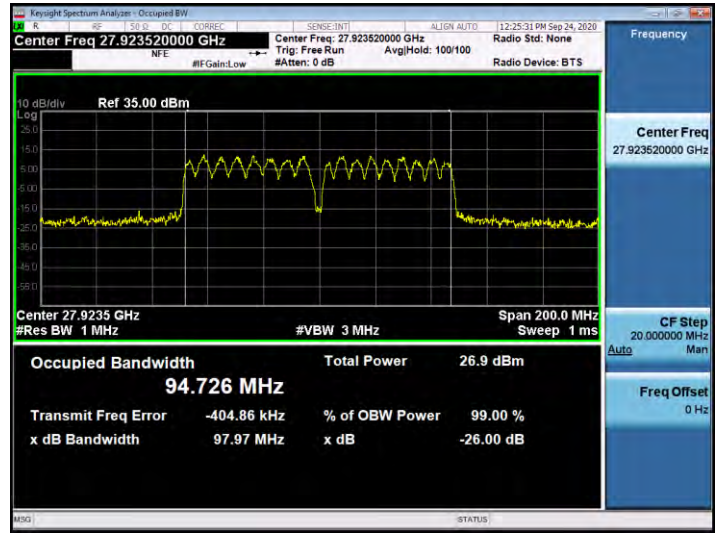 Keysight Spectrum Analyzer - Occupied BW
LXI R RF 50 Ω DC CORREC SENSE:INT ALIGN AUTO 12:25:31 PM Sep 24, 2020
Center Freq 27.923520000 GHz
NFE
#IFGain:Low
Center Freq: 27.923520000 GHz
Trig: Free Run Avg|Hold: 100/100
#Atten: 0 dB
Radio Std: None
Radio Device: BTS
Frequency
10 dB/div Ref 35.00 dBm
Log
25.0
15.0
5.00
-5.00
-15.0
-25.0
-35.0
-45.0
-55.0
Center 27.9235 GHz Span 200.0 MHz
#Res BW 1 MHz #VBW 3 MHz Sweep 1 ms
Occupied Bandwidth Total Power 26.9 dBm
94.726 MHz
Transmit Freq Error -404.86 kHz % of OBW Power 99.00 %
x dB Bandwidth 97.97 MHz x dB -26.00 dB
Center Freq
27.923520000 GHz
CF Step
20.000000 MHz
Auto Man
Freq Offset
0 Hz
MSG STATUS